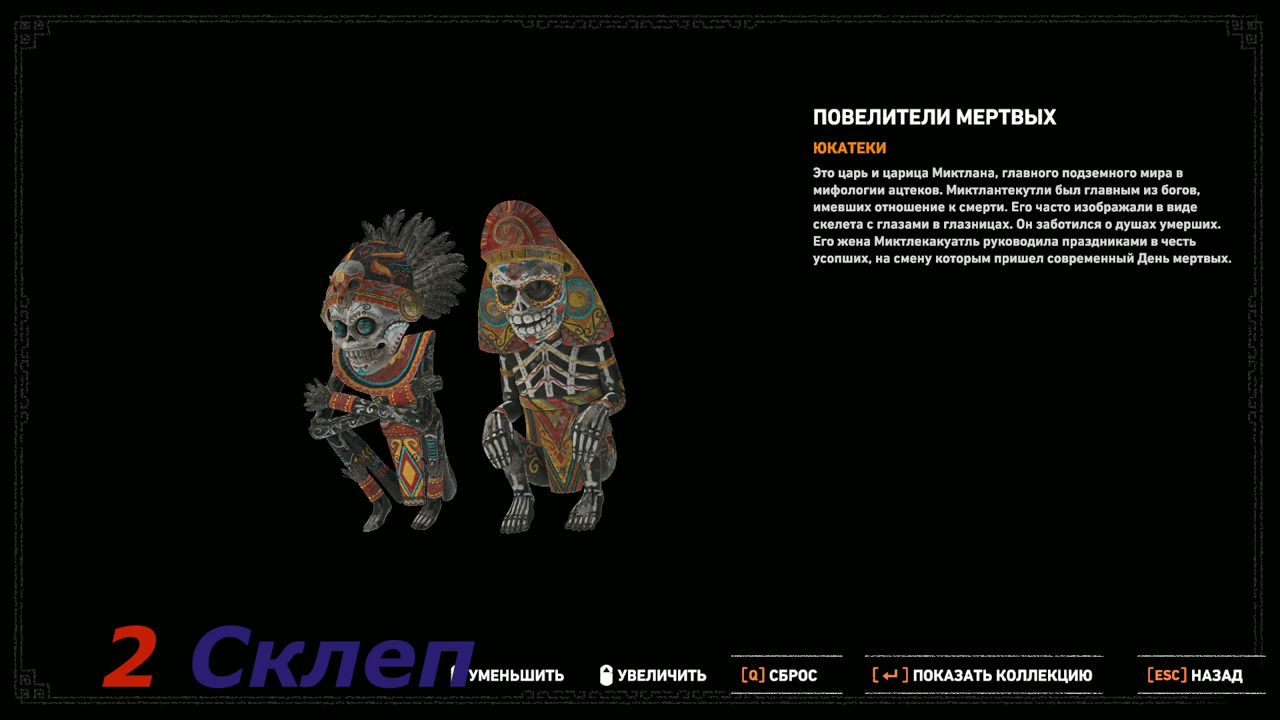 ПОВЕЛИТЕЛИ МЕРТВЫХ
ЮКАТЕКИ
Это царь и царица Миктлана, главного подземного мира в
мифологии ацтеков. Миктлантекутли был главным из богов,
имевших отношение к смерти. Его часто изображали в виде
скелета с глазами в глазницах. Он заботился о душах умерших.
Его жена Миктлекакуатль руководила праздниками в честь
усопших, на смену которым пришел современный День мертвых.
2 Склеп
УМЕНЬШИТЬ УВЕЛИЧИТЬ [Q] СБРОС [↵] ПОКАЗАТЬ КОЛЛЕКЦИЮ [ESC] НАЗАД